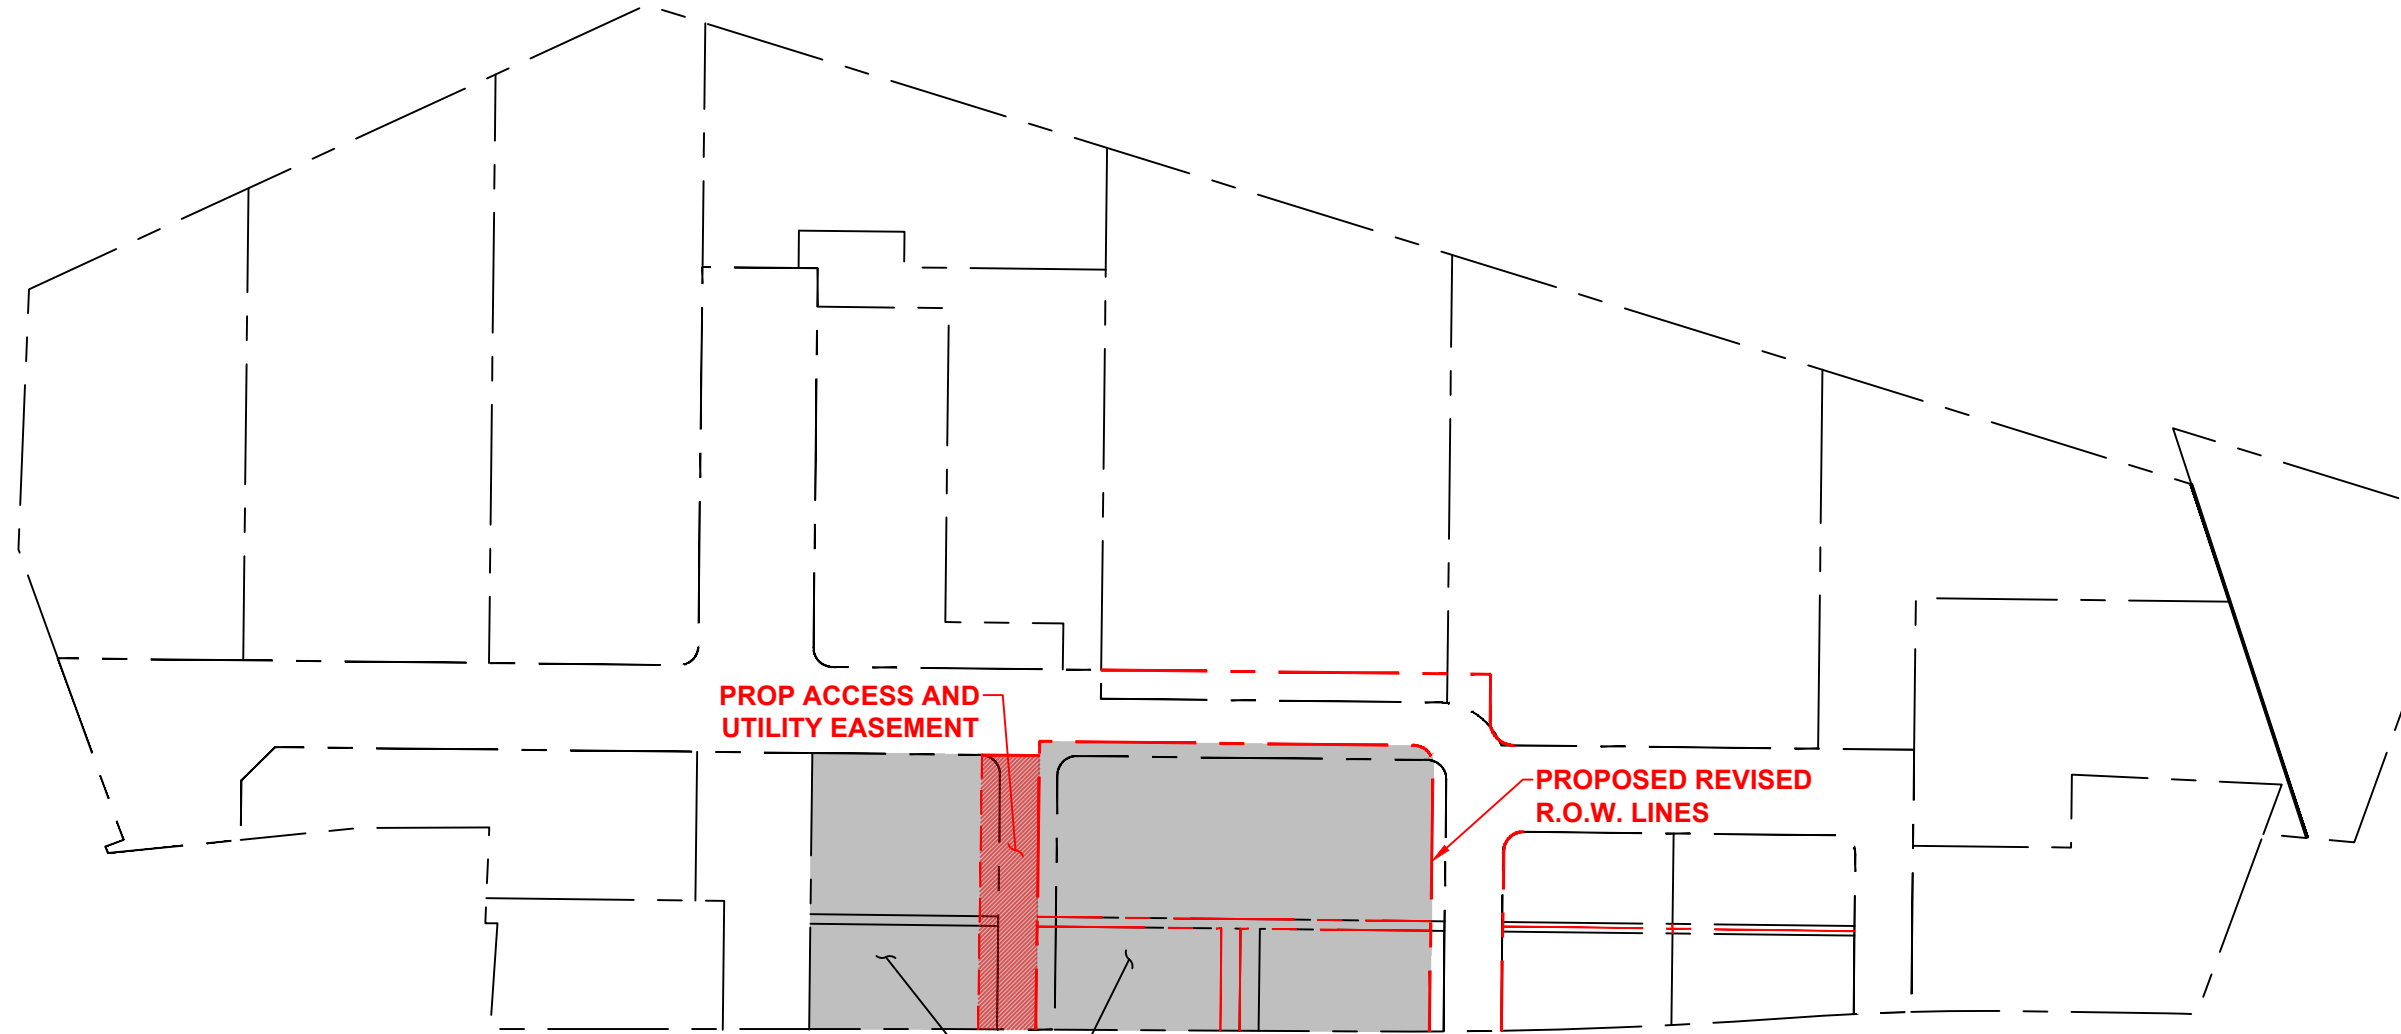 PROP ACCESS AND
UTILITY EASEMENT
PROPOSED REVISED
R.O.W. LINES